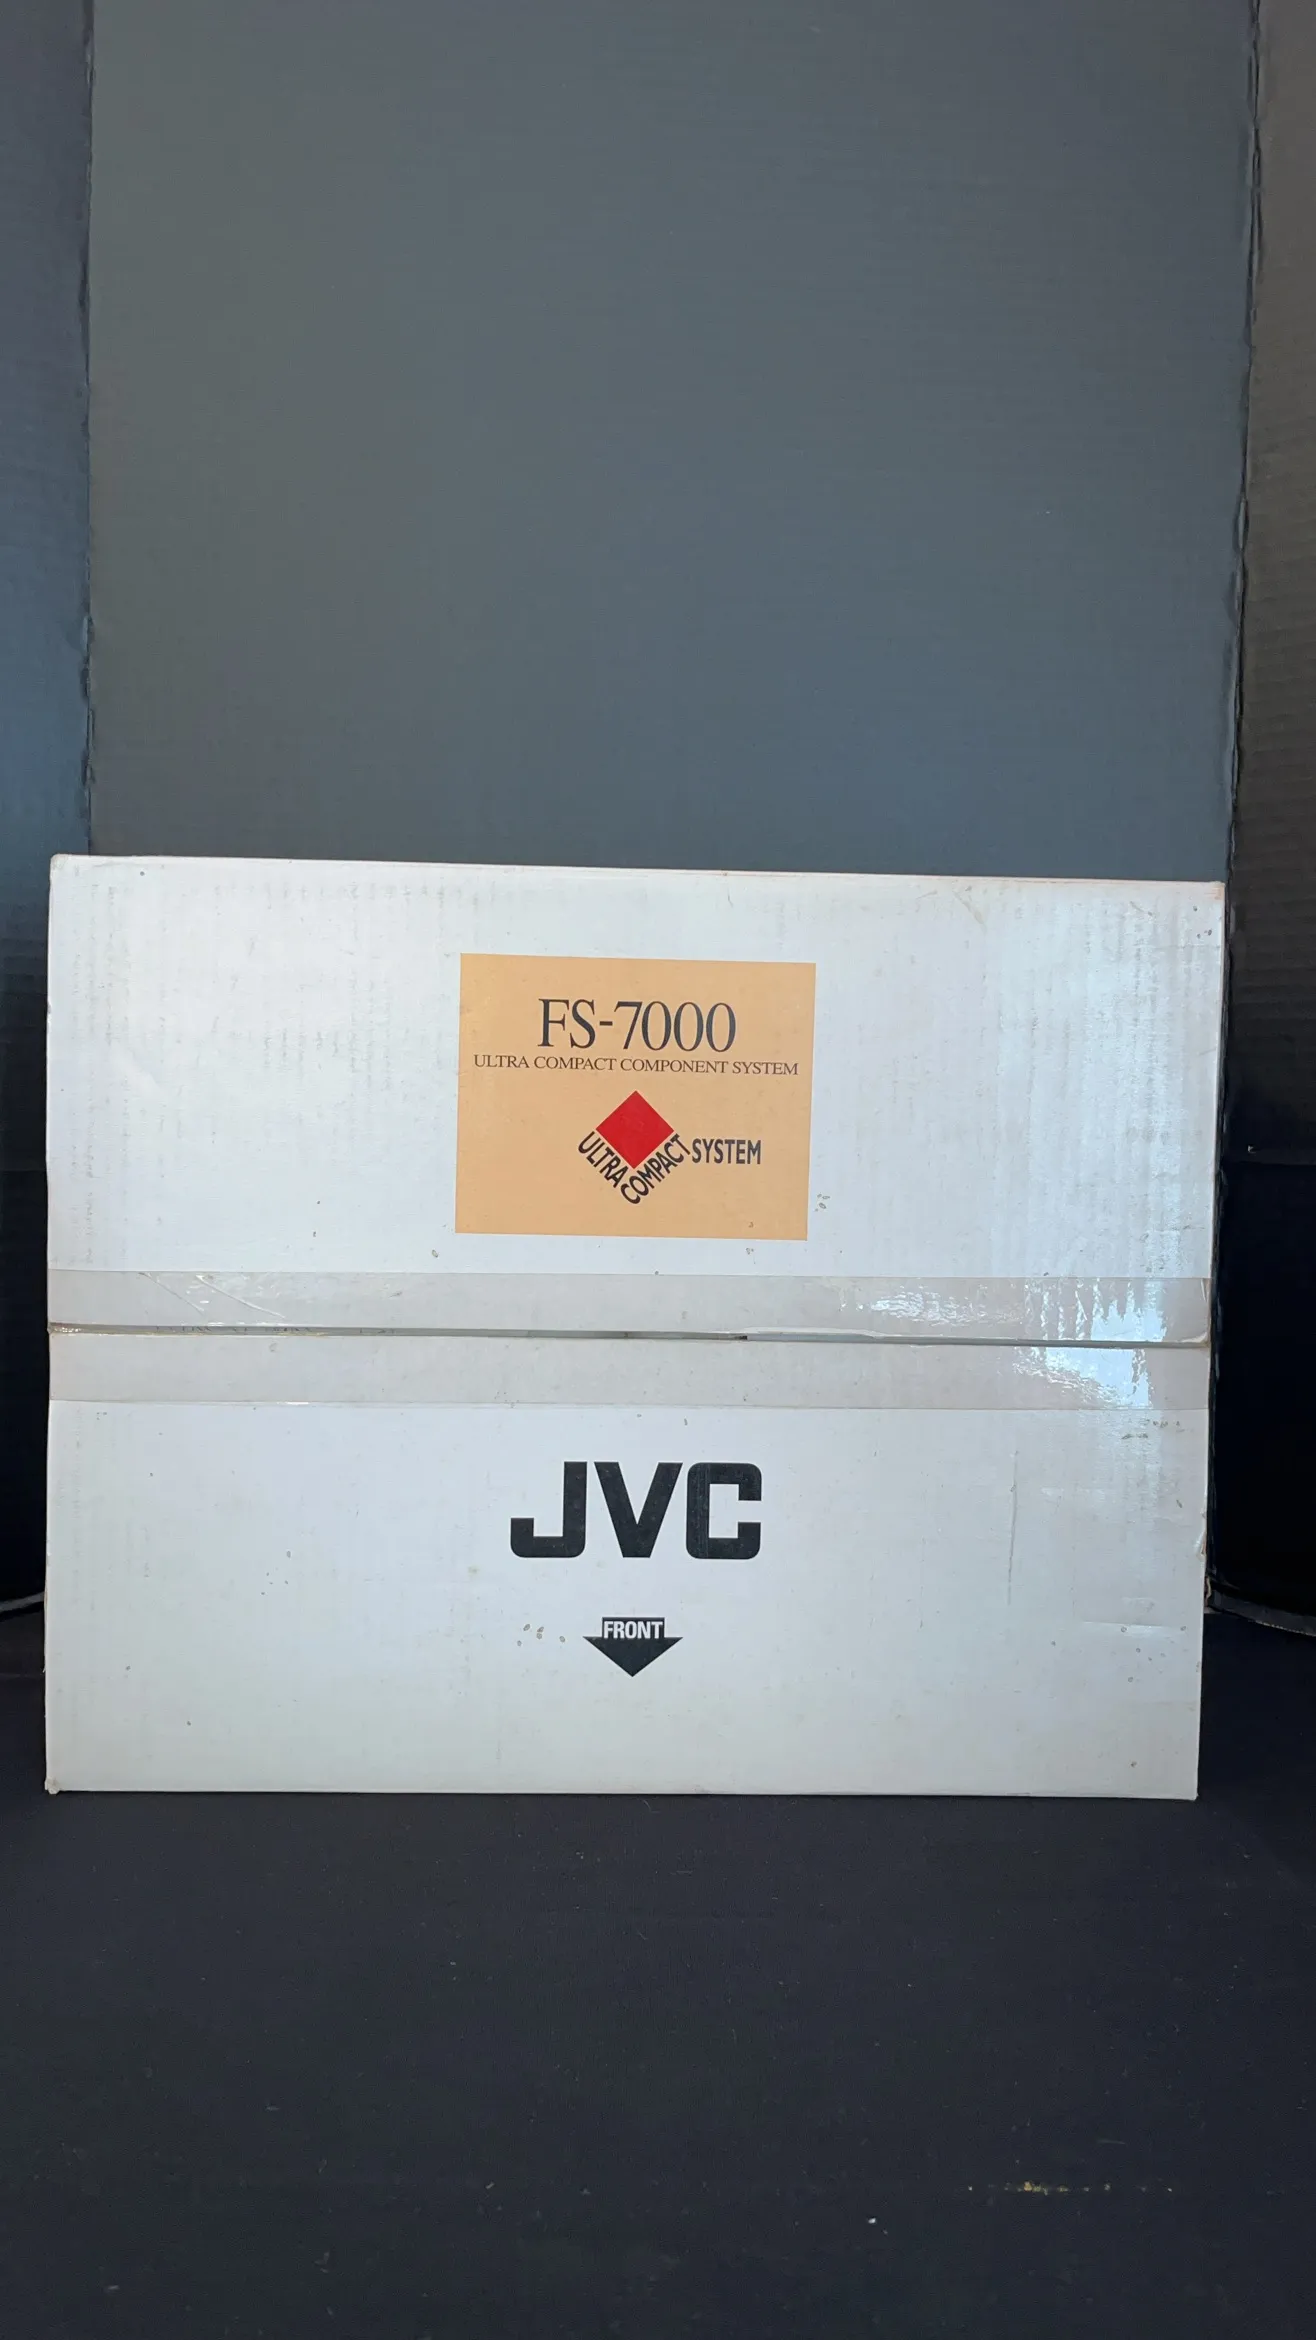 FS-7000
ULTRA COMPACT COMPONENT SYSTEM
ULTRA COMPACT SYSTEM
JVC
FRONT